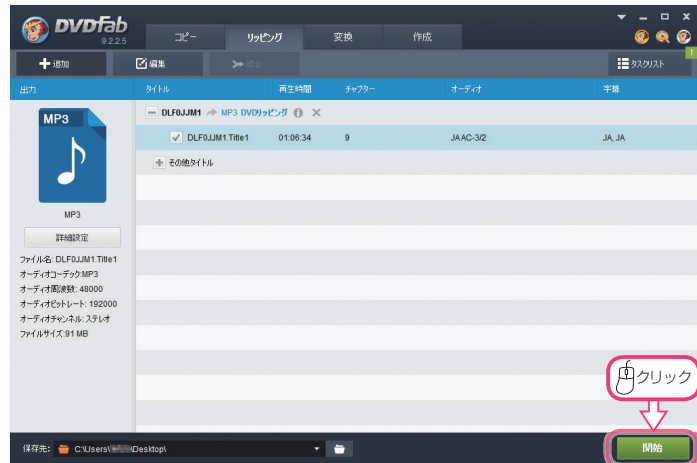 DVDFab
9.2.2.5
コピー リッピング 変換 作成
追加 編集 結合 タスクリスト
出力 タイトル 再生時間 チャプター オーディオ 字幕
MP3
DLF0JJM1 MP3 DVDリッピング
DLF0JJM1.Title1 01:06:34 9 JAAC-3/2 JA, JA
その他タイトル
MP3
詳細設定
ファイル名: DLF0JJM1.Title1
オーディオコーデック:MP3
オーディオ周波数: 48000
オーディオビットレート: 192000
オーディオチャンネル: ステレオ
ファイルサイズ:91 MB
クリック
保存先: C:\Users\ \Desktop\ 開始